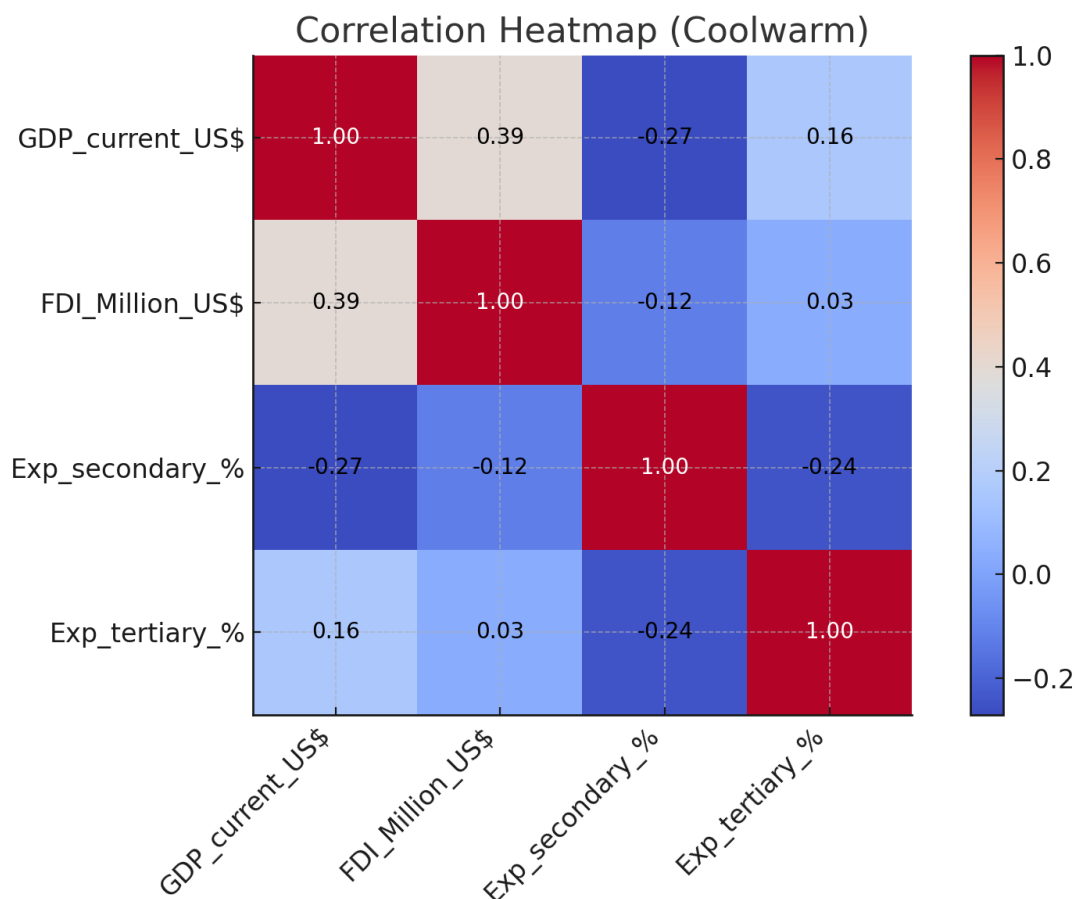 Correlation Heatmap (Coolwarm)
GDP_current_US$ 1.00 0.39 -0.27 0.16
FDI_Million_US$ 0.39 1.00 -0.12 0.03
Exp_secondary_% -0.27 -0.12 1.00 -0.24
Exp_tertiary_% 0.16 0.03 -0.24 1.00
GDP_current_US$
FDI_Million_US$
Exp_secondary_%
Exp_tertiary_%
1.0
0.8
0.6
0.4
0.2
0.0
−0.2